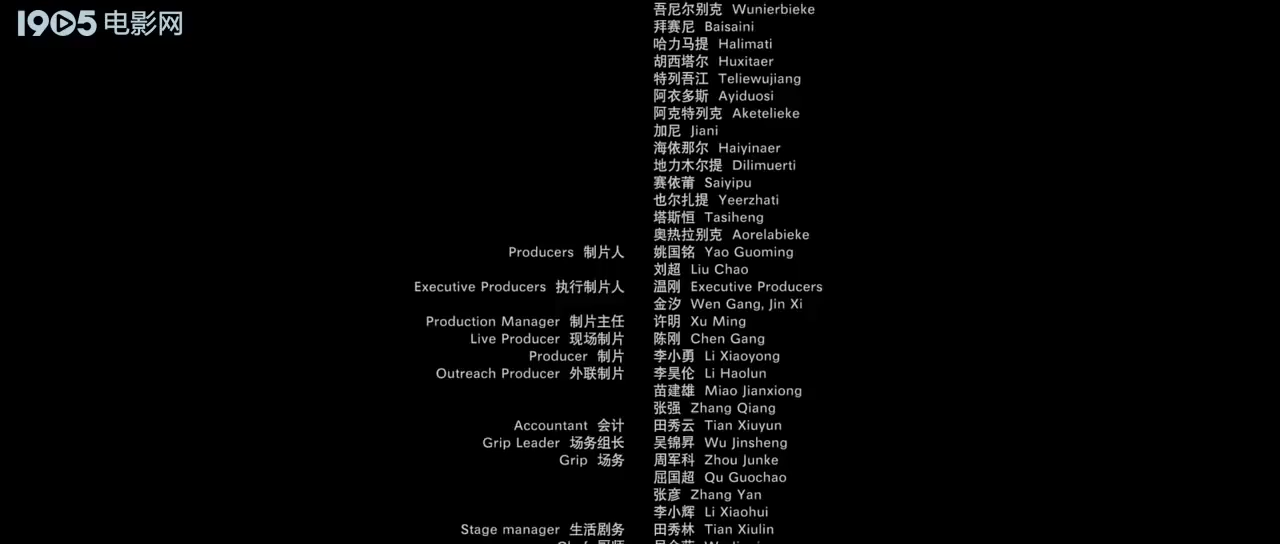 1905电影网
吾尼尔别克 Wunierbieke
拜赛尼 Baisaini
哈力马提 Halimati
胡西塔尔 Huxitaer
特列吾江 Teliewujiang
阿衣多斯 Ayiduosi
阿克特列克 Aketelieke
加尼 Jiani
海依那尔 Haiyinaer
地力木尔提 Dilimuerti
赛依莆 Saiyipu
也尔扎提 Yeerzhati
塔斯恒 Tasiheng
奥热拉别克 Aorelabieke
Producers 制片人 姚国铭 Yao Guoming
刘超 Liu Chao
Executive Producers 执行制片人 温刚 Executive Producers
金汐 Wen Gang, Jin Xi
Production Manager 制片主任 许明 Xu Ming
Live Producer 现场制片 陈刚 Chen Gang
Producer 制片 李小勇 Li Xiaoyong
Outreach Producer 外联制片 李昊伦 Li Haolun
苗建雄 Miao Jianxiong
张强 Zhang Qiang
Accountant 会计 田秀云 Tian Xiuyun
Grip Leader 场务组长 吴锦昇 Wu Jinsheng
Grip 场务 周军科 Zhou Junke
屈国超 Qu Guochao
张彦 Zhang Yan
李小辉 Li Xiaohui
Stage manager 生活剧务 田秀林 Tian Xiulin